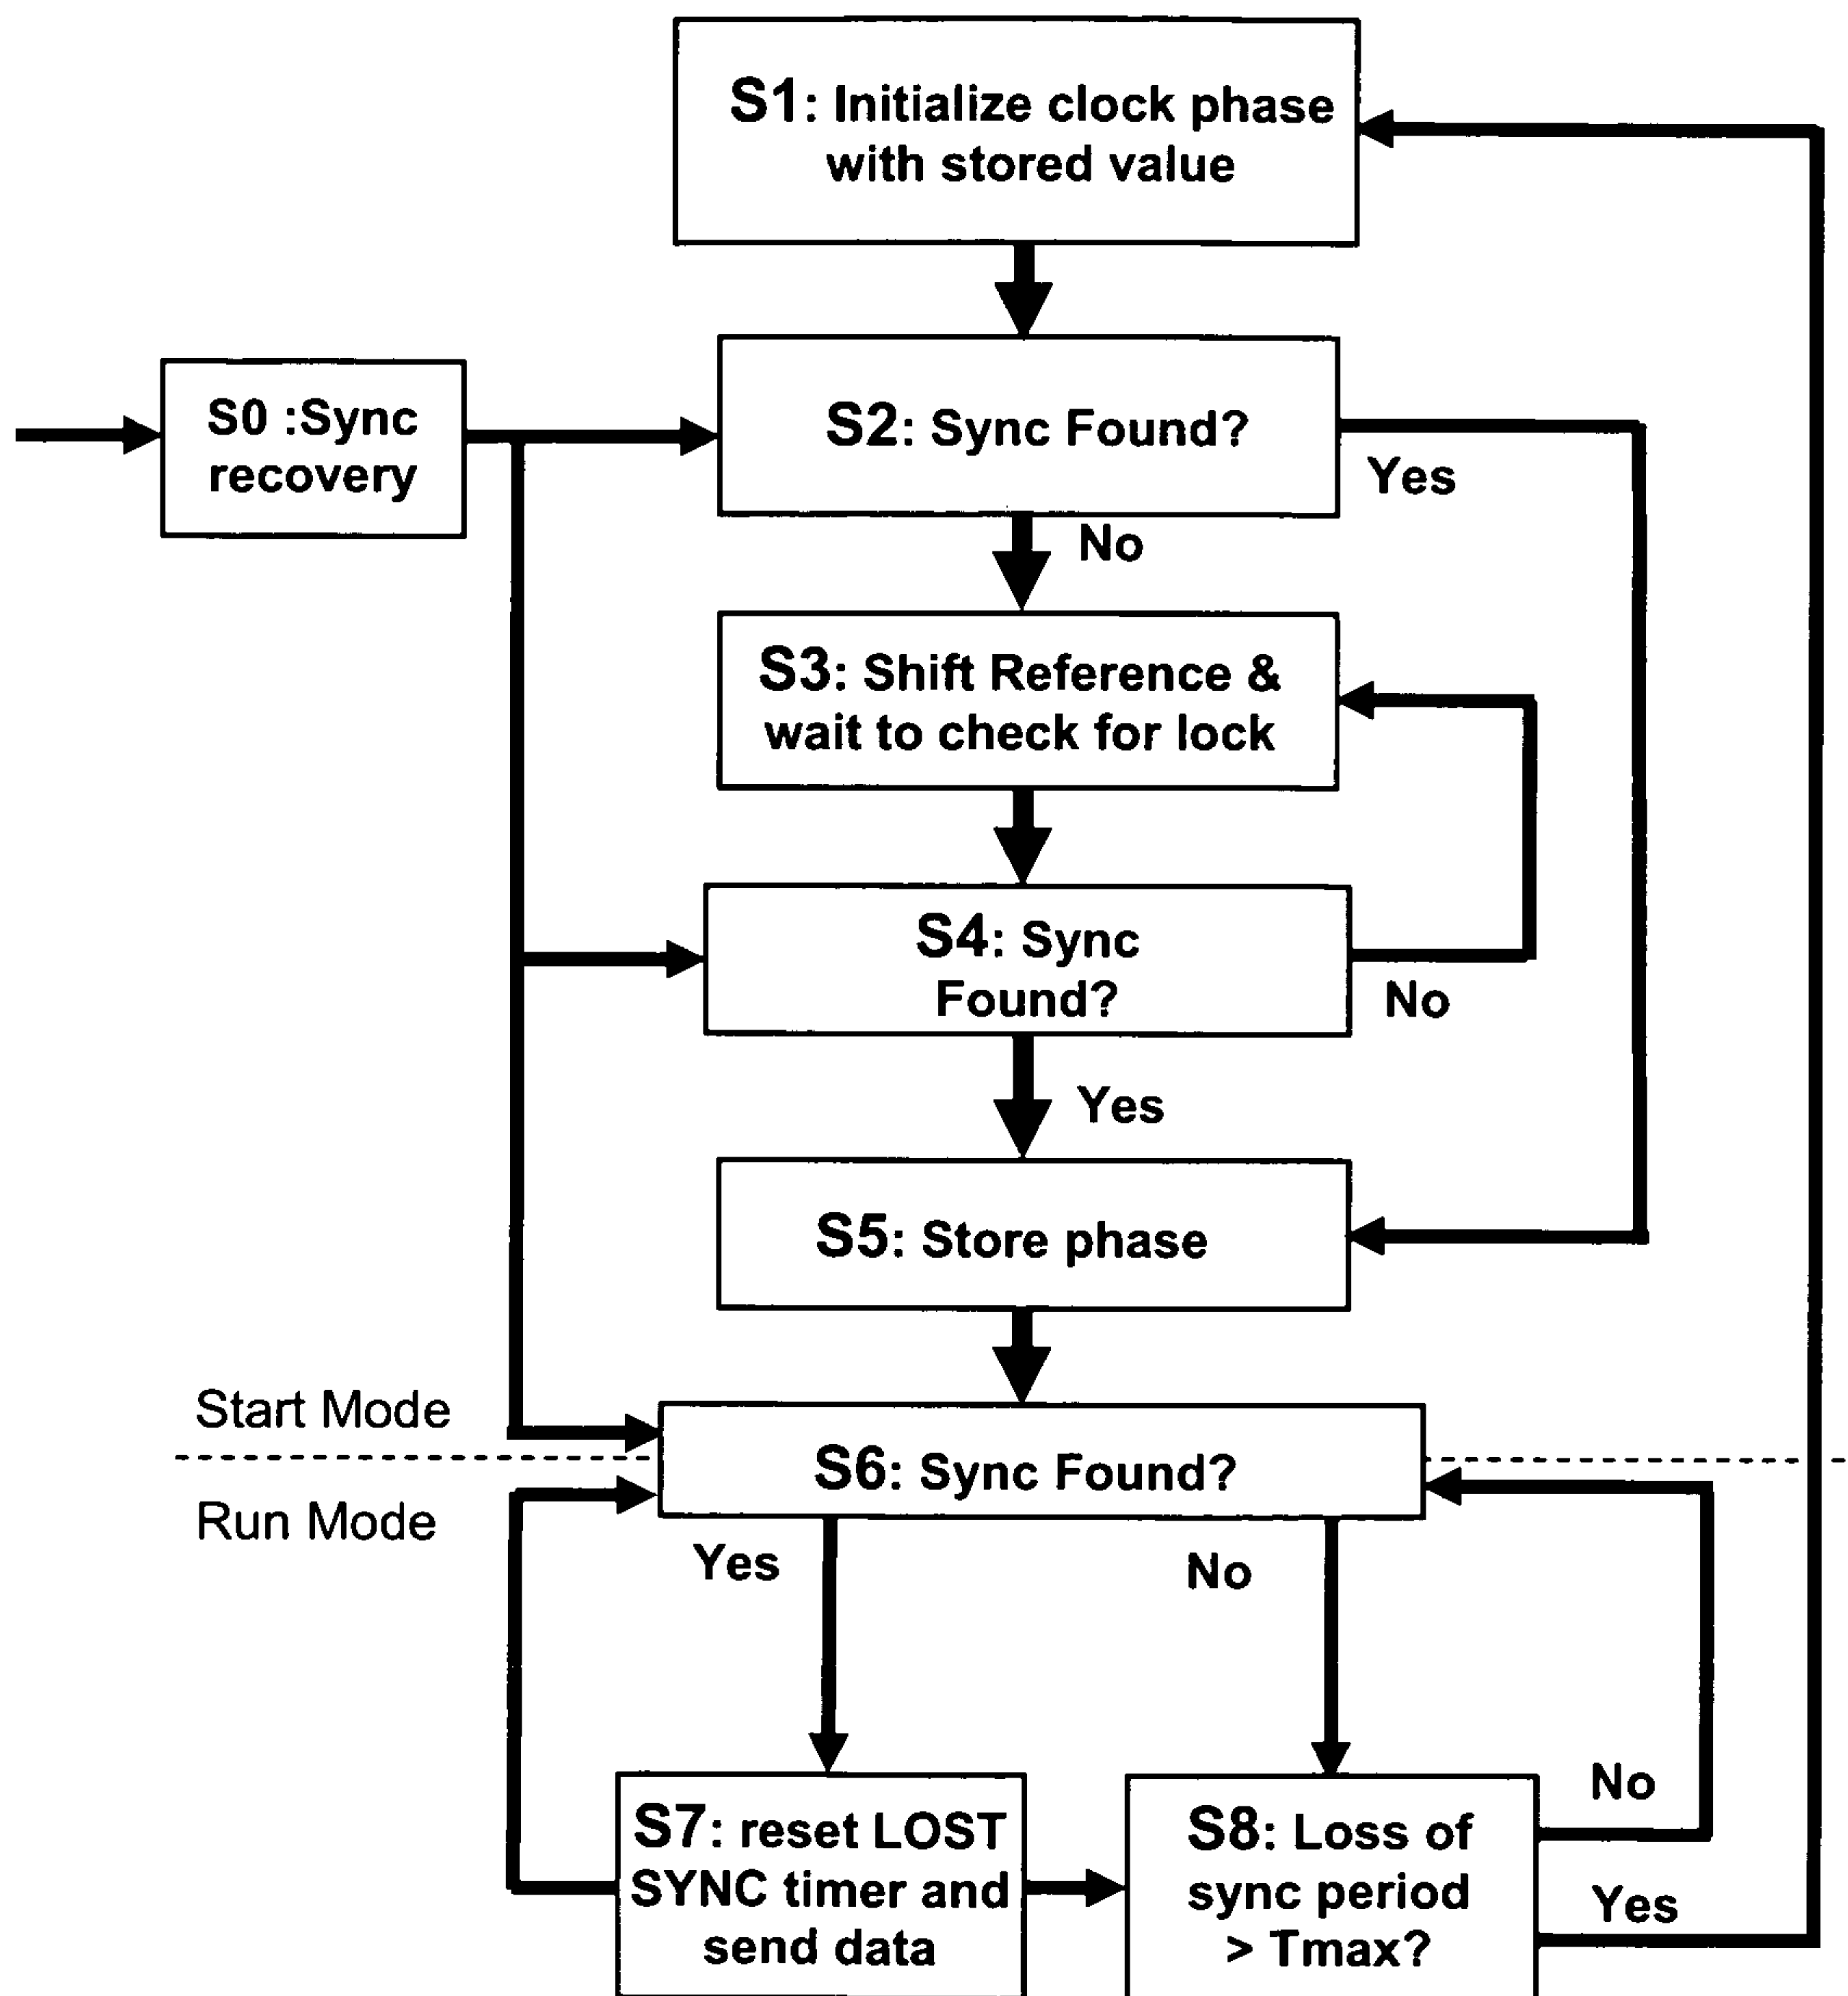 S1: Initialize clock phase
with stored value
S0 :Sync
recovery
S2: Sync Found?
Yes
No
S3: Shift Reference &
wait to check for lock
S4: Sync
Found?
No
Yes
S5: Store phase
Start Mode
S6: Sync Found?
Run Mode
Yes
No
S7: reset LOST
SYNC timer and
send data
S8: Loss of
sync period
> Tmax?
No
Yes